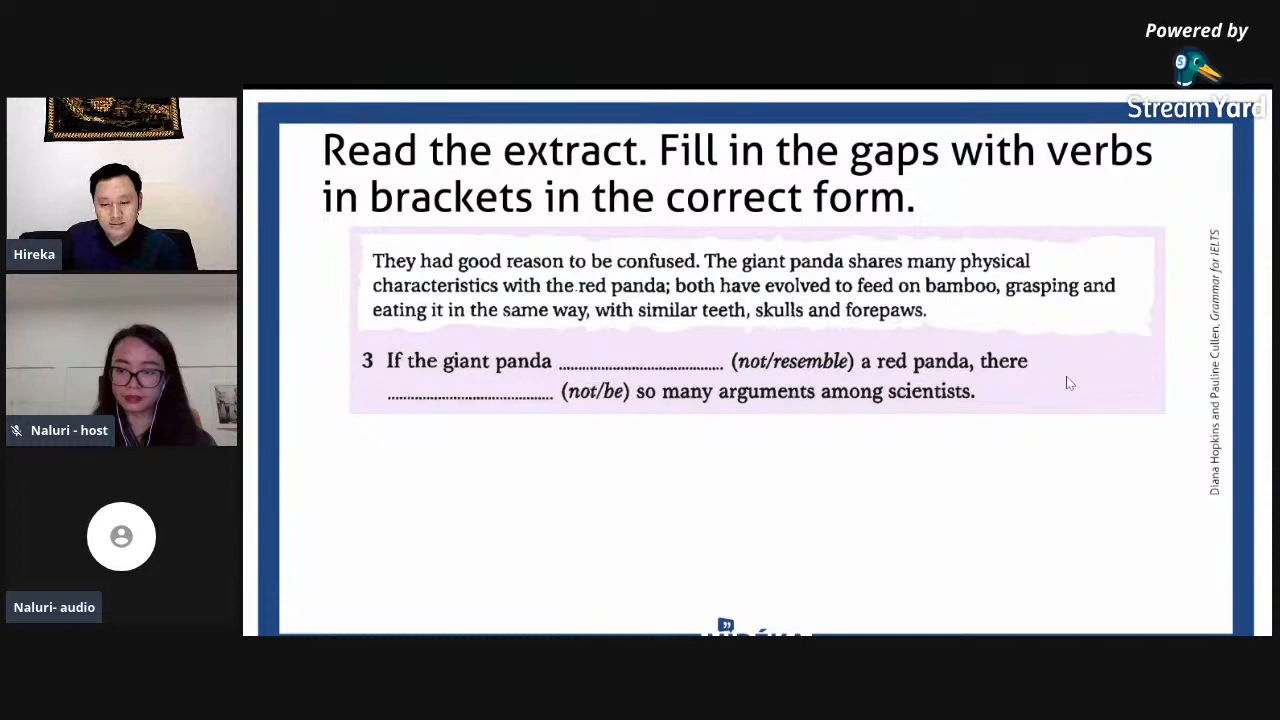 Powered by
StreamYard
Read the extract. Fill in the gaps with verbs
in brackets in the correct form.
They had good reason to be confused. The giant panda shares many physical
characteristics with the red panda; both have evolved to feed on bamboo, grasping and
eating it in the same way, with similar teeth, skulls and forepaws.
3 If the giant panda ........................................ (not/resemble) a red panda, there
........................................ (not/be) so many arguments among scientists.
Diana Hopkins and Pauline Cullen, Grammar for IELTS
Hireka
Naluri - host
Naluri- audio